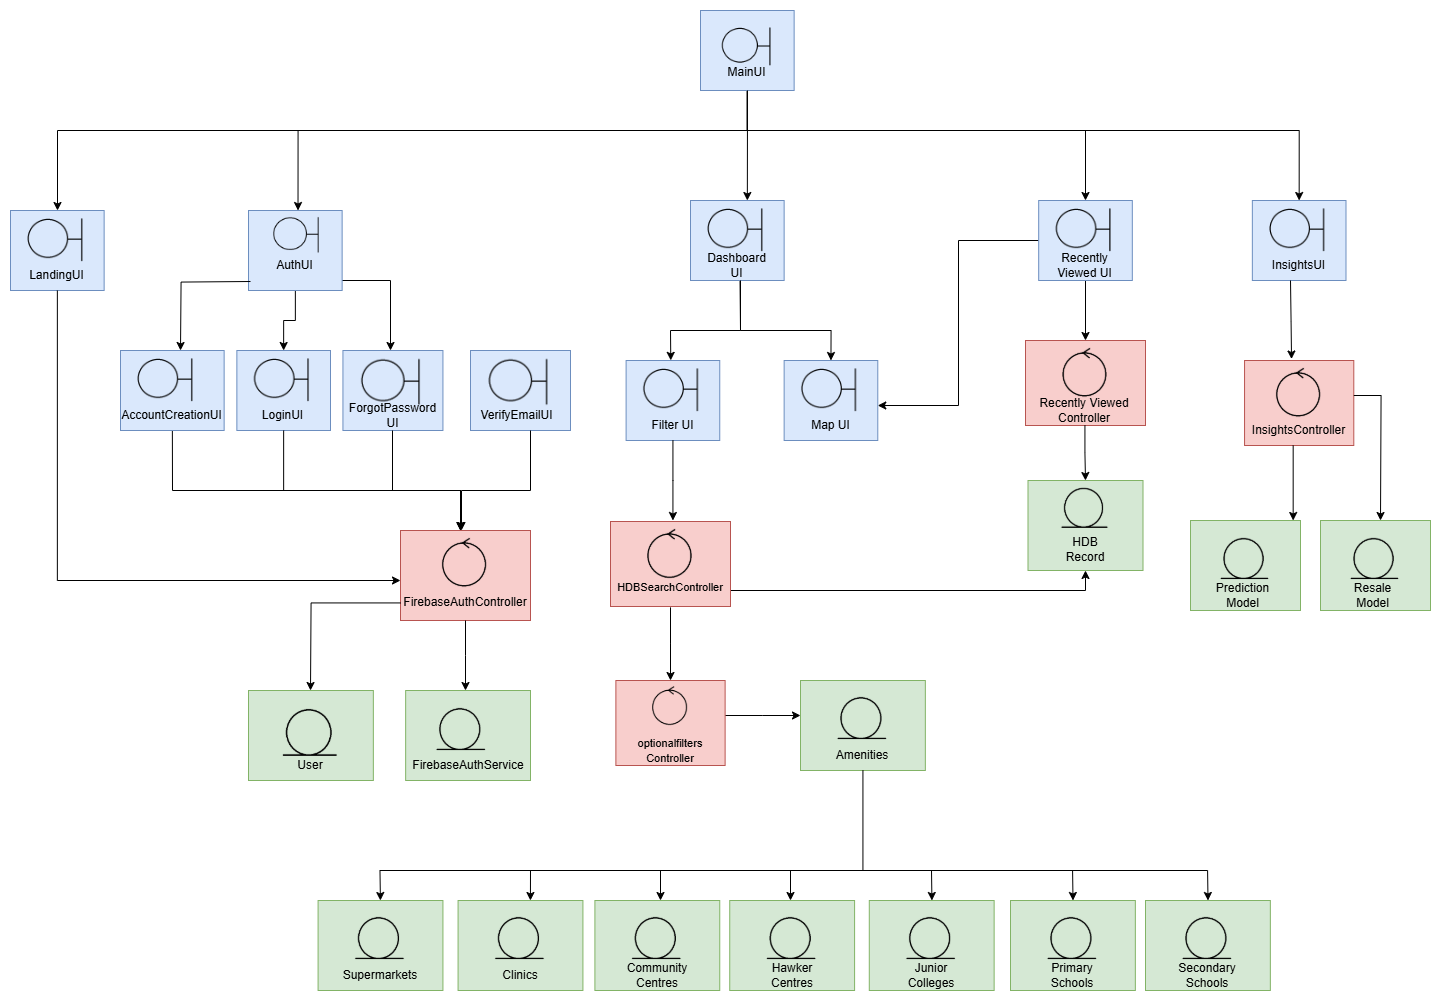 MainUI
LandingUI
AuthUI
Dashboard
UI
Recently
Viewed UI
InsightsUI
AccountCreationUI
LoginUI
ForgotPassword
UI
VerifyEmailUI
Filter UI
Map UI
Recently Viewed
Controller
InsightsController
HDB
Record
FirebaseAuthController
HDBSearchController
Prediction
Model
Resale
Model
User
FirebaseAuthService
optionalfilters
Controller
Amenities
Supermarkets
Clinics
Community
Centres
Hawker
Centres
Junior
Colleges
Primary
Schools
Secondary
Schools